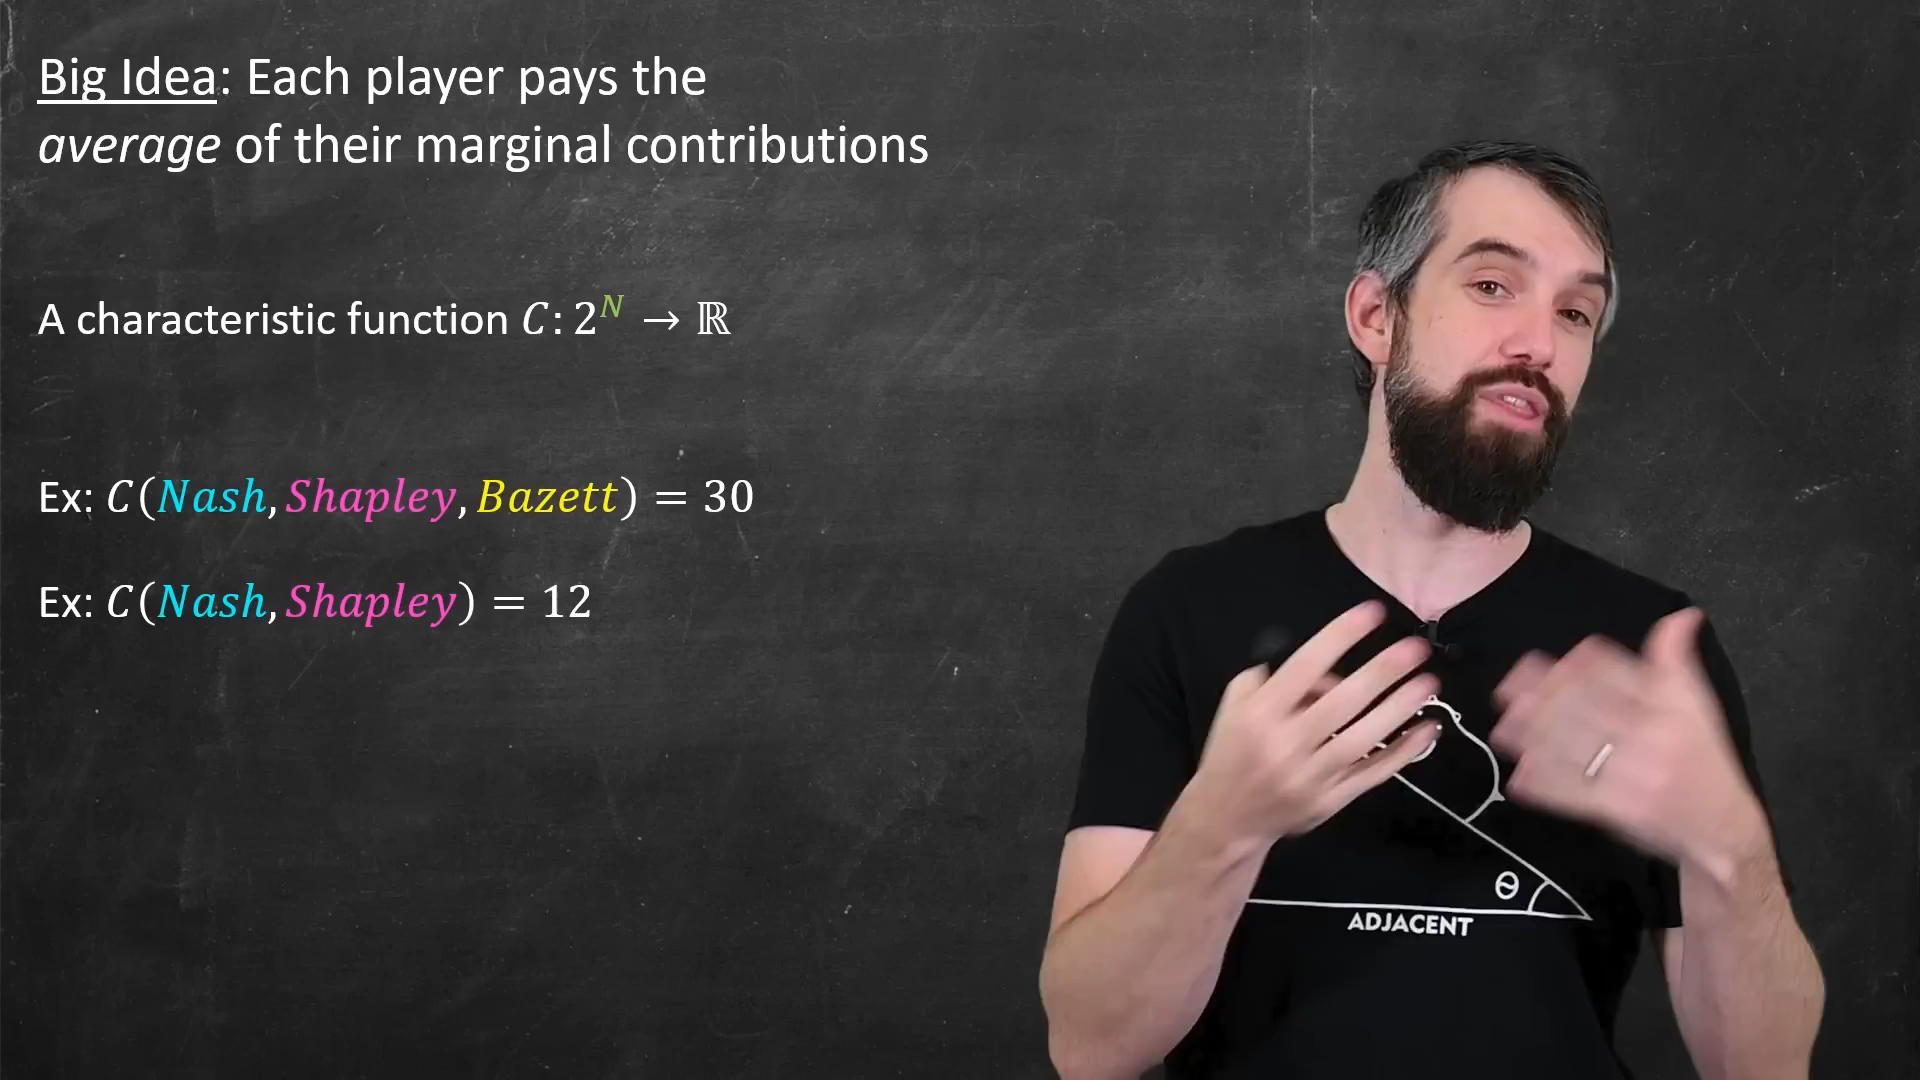 Big Idea: Each player pays the
average of their marginal contributions
A characteristic function C: 2^N → ℝ
Ex: C(Nash, Shapley, Bazett) = 30
Ex: C(Nash, Shapley) = 12
θ
ADJACENT